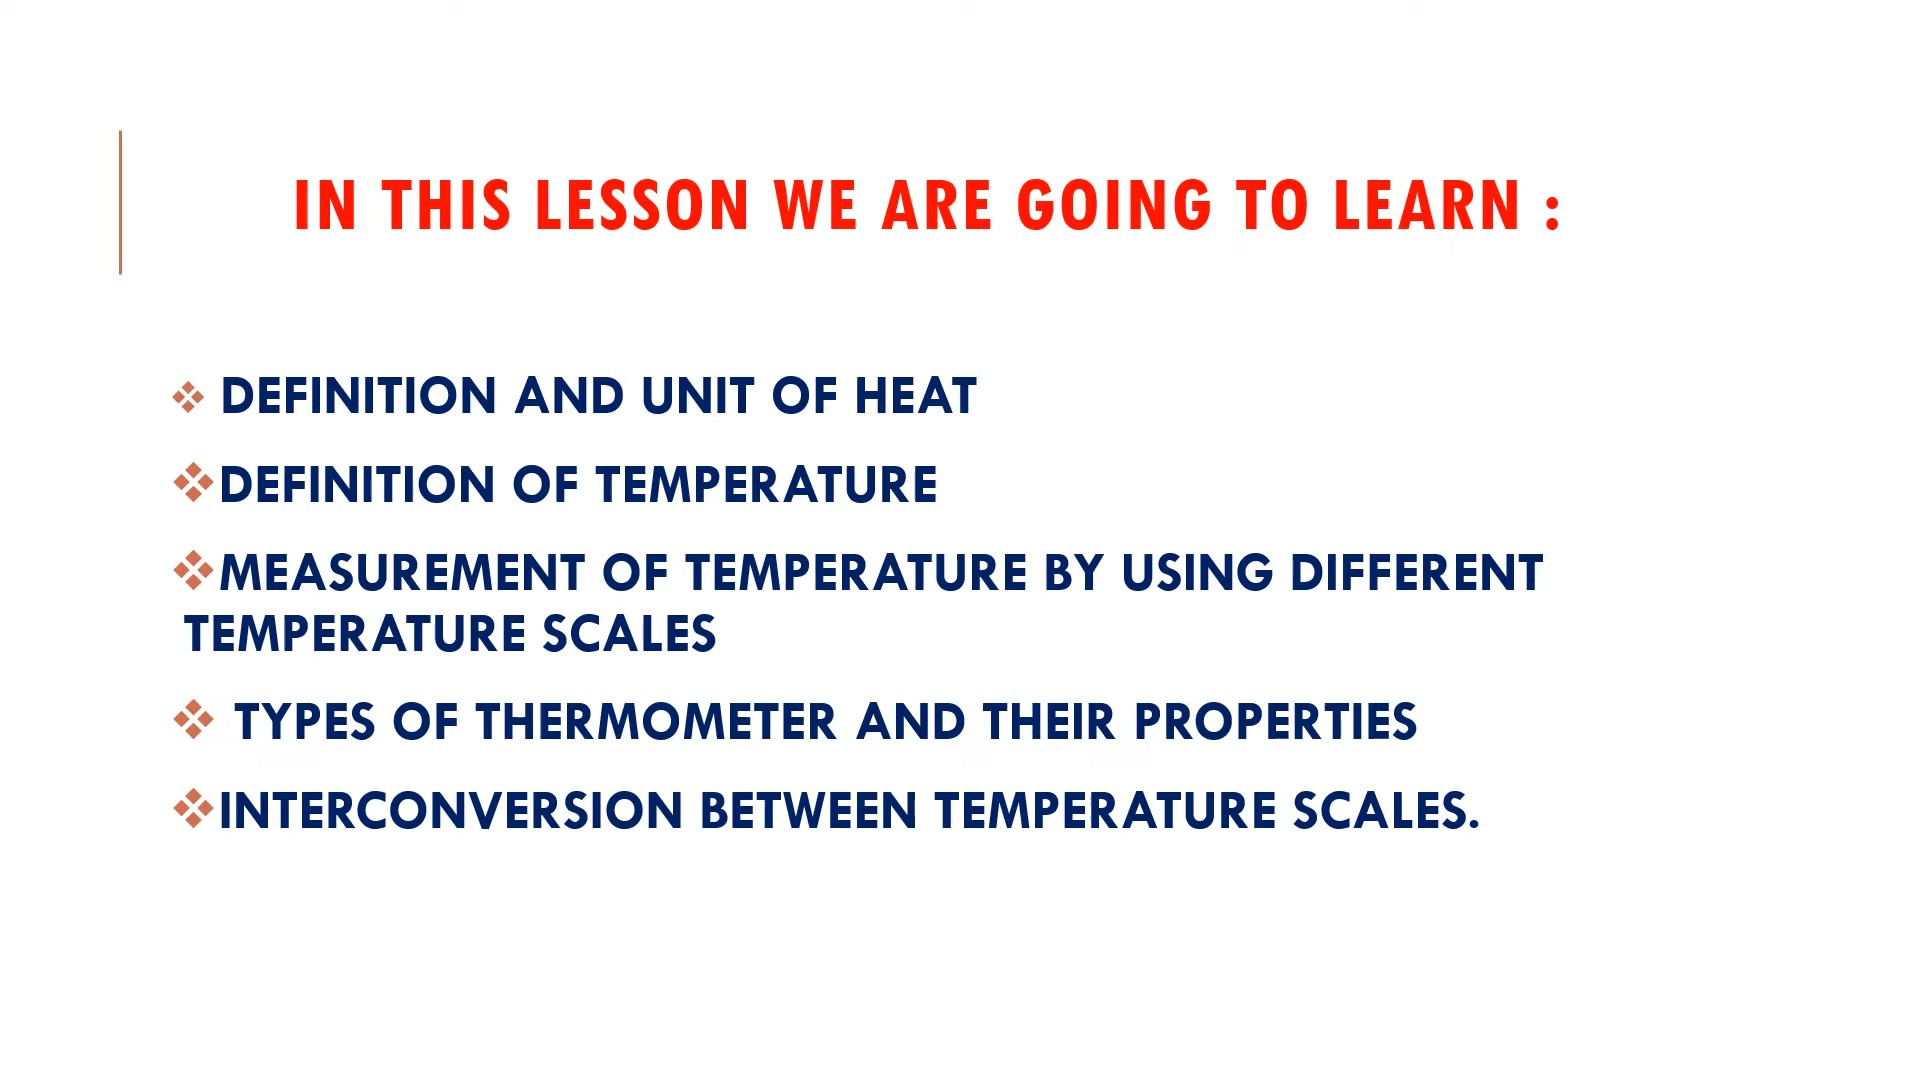 IN THIS LESSON WE ARE GOING TO LEARN :
❖ DEFINITION AND UNIT OF HEAT
❖DEFINITION OF TEMPERATURE
❖MEASUREMENT OF TEMPERATURE BY USING DIFFERENT
TEMPERATURE SCALES
❖ TYPES OF THERMOMETER AND THEIR PROPERTIES
❖INTERCONVERSION BETWEEN TEMPERATURE SCALES.